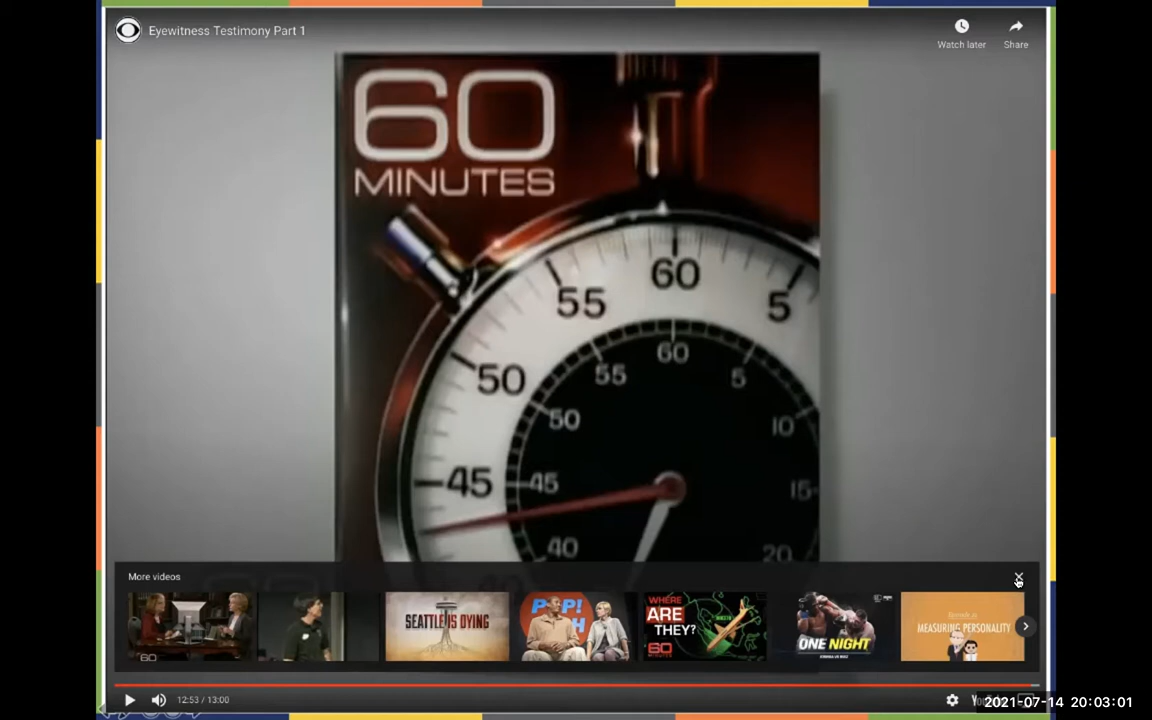 Eyewitness Testimony Part 1
Watch later
Share
60
MINUTES
60
55
5
50
45
60
55
5
50
10
45
15
40
20
More videos
60
SEATTLE IS DYING
WHERE
ARE
THEY?
60
ONE NIGHT
MEASURING PERSONALITY
12:53 / 13:00
2021-07-14 20:03:01